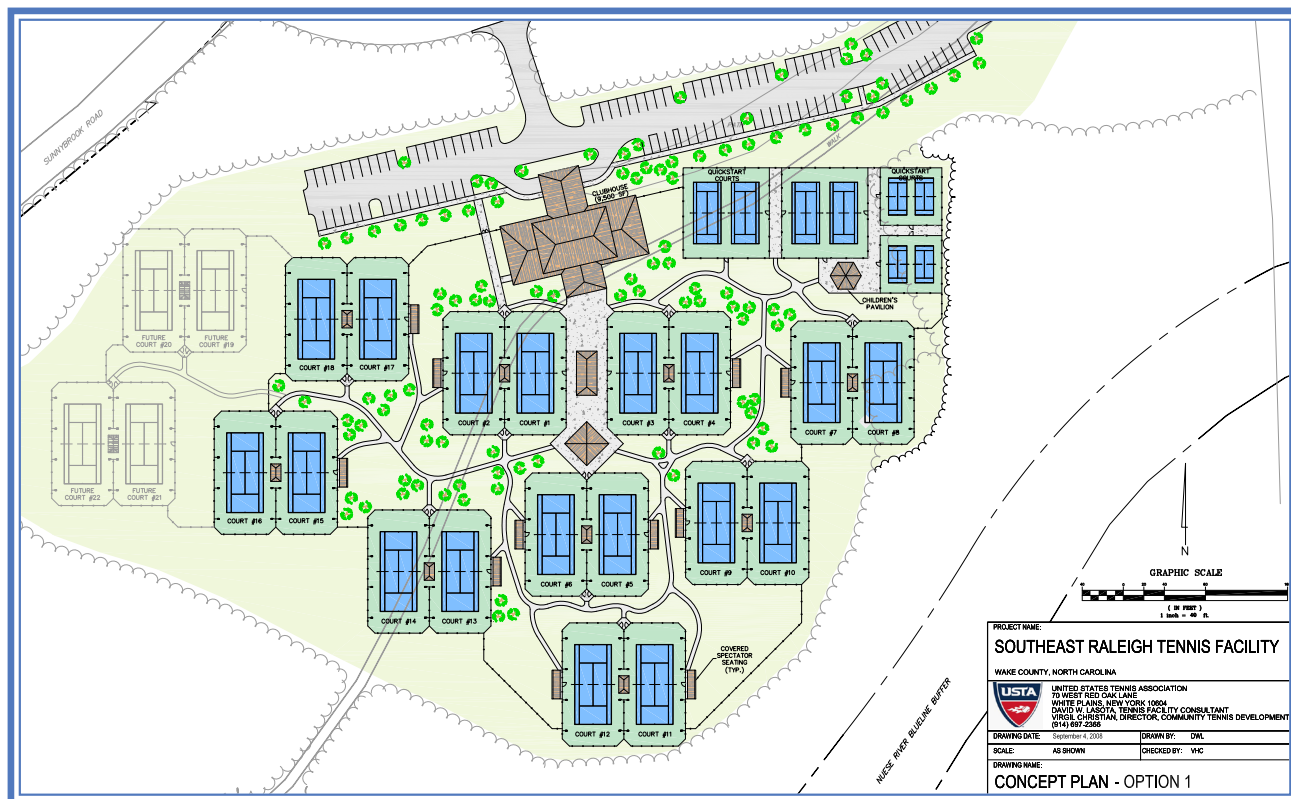 SUNNYBROOK ROAD
WALK
CLUBHOUSE
(9,500 SF)
QUICKSTART
COURTS
QUICKSTART
COURTS
CHILDREN'S
PAVILION
FUTURE
COURT #20
FUTURE
COURT #19
COURT #18
COURT #17
COURT #2
COURT #1
COURT #3
COURT #4
COURT #7
COURT #8
FUTURE
COURT #22
FUTURE
COURT #21
COURT #16
COURT #15
COURT #14
COURT #13
COURT #6
COURT #5
COURT #9
COURT #10
COURT #12
COURT #11
COVERED
SPECTATOR
SEATING
(TYP.)
NUESE RIVER BLUELINE BUFFER
N
GRAPHIC SCALE
( IN FEET )
1 inch = 40 ft.
PROJECT NAME:
SOUTHEAST RALEIGH TENNIS FACILITY
WAKE COUNTY, NORTH CAROLINA
USTA
UNITED STATES TENNIS ASSOCIATION
70 WEST RED OAK LANE
WHITE PLAINS, NEW YORK 10604
DAVID W. LASOTA, TENNIS FACILITY CONSULTANT
VIRGIL CHRISTIAN, DIRECTOR, COMMUNITY TENNIS DEVELOPMENT
DRAWING DATE: September 4, 2008 DRAWN BY: DWL
SCALE: AS SHOWN CHECKED BY: VHC
DRAWING NAME:
CONCEPT PLAN - OPTION 1